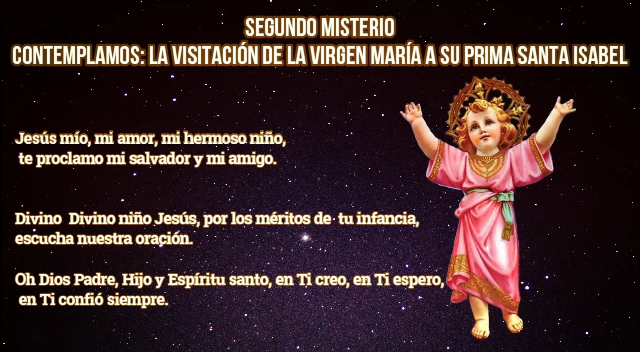 SEGUNDO MISTERIO
CONTEMPLAMOS: LA VISITACIÓN DE LA VIRGEN MARÍA A SU PRIMA SANTA ISABEL
Jesús mío, mi amor, mi hermoso niño,
te proclamo mi salvador y mi amigo.
Divino Divino niño Jesús, por los méritos de tu infancia,
escucha nuestra oración.
Oh Dios Padre, Hijo y Espíritu santo, en Ti creo, en Ti espero,
en Ti confió siempre.